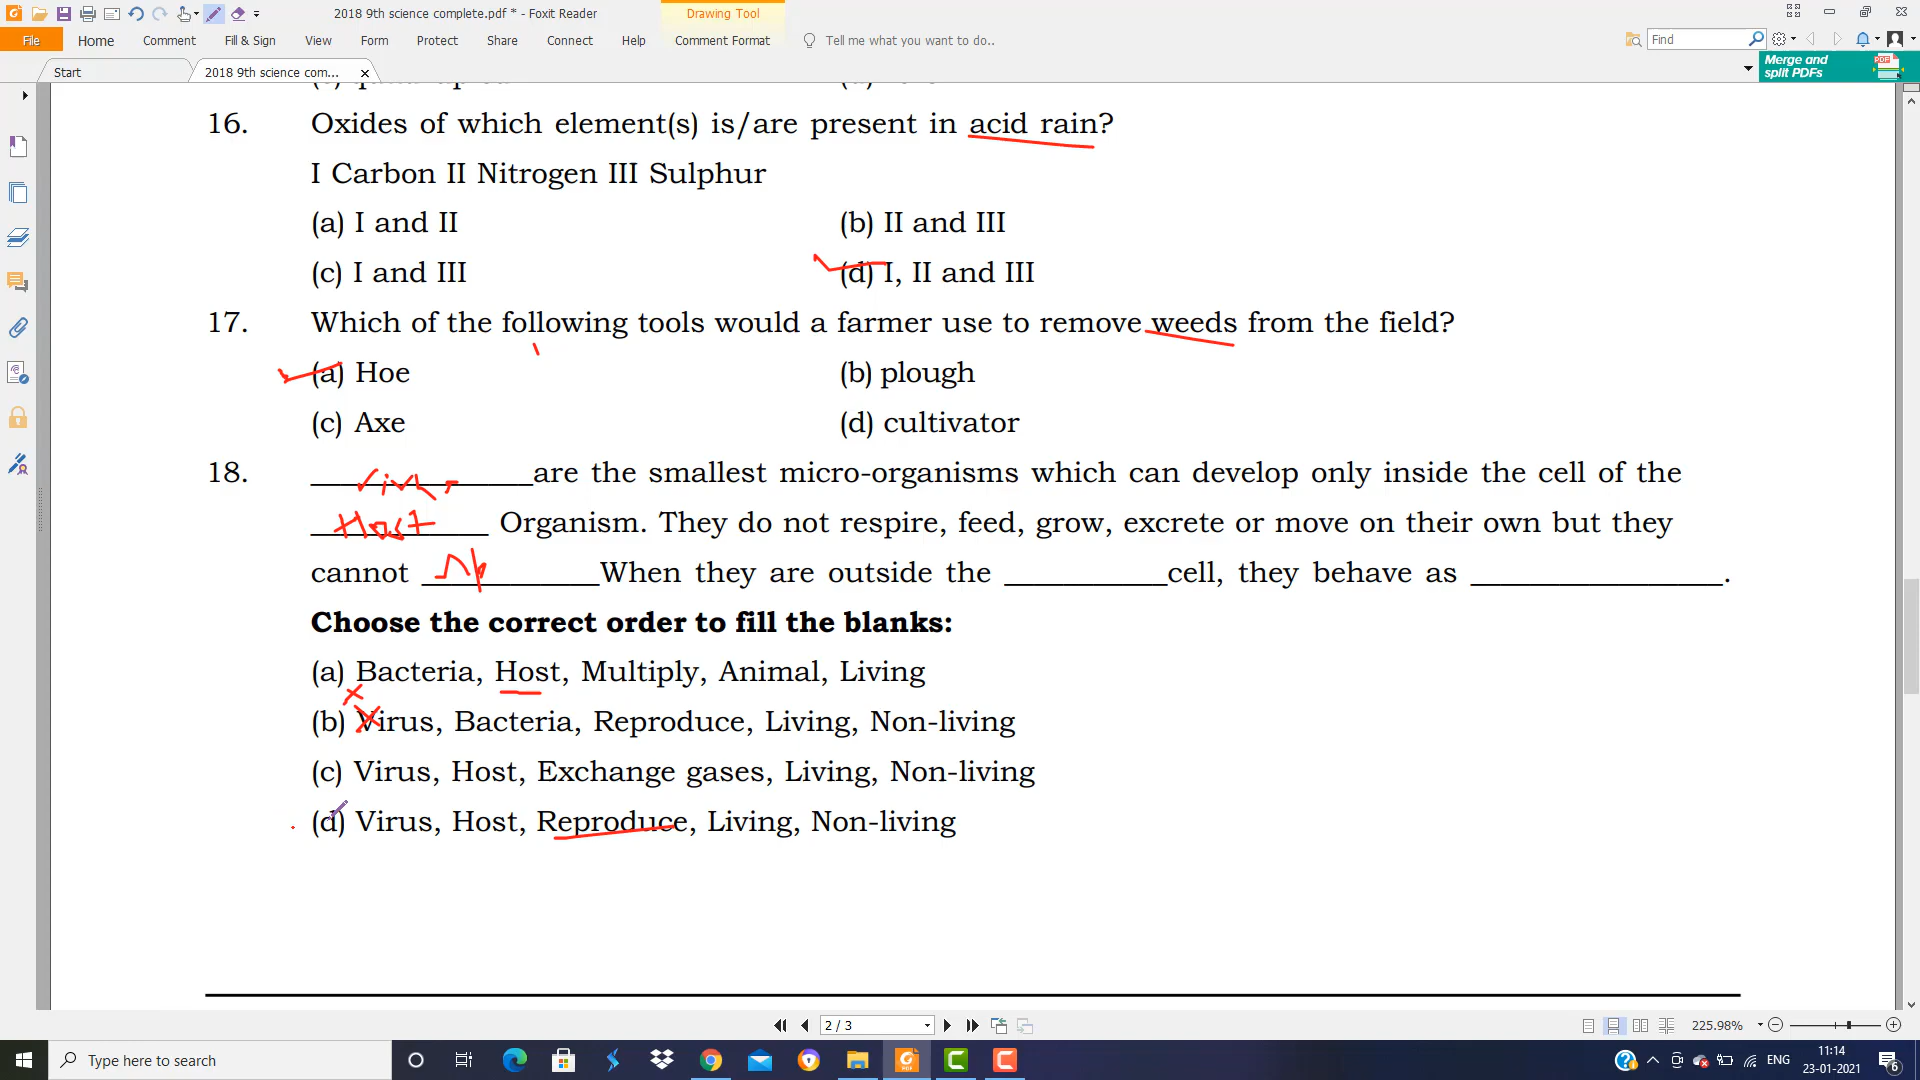 2018 9th science complete.pdf * - Foxit Reader
Drawing Tool
File Home Comment Fill & Sign View Form Protect Share Connect Help Comment Format Tell me what you want to do.. Find
Start 2018 9th science com... Merge and
split PDFs
16. Oxides of which element(s) is/are present in acid rain?
I Carbon II Nitrogen III Sulphur
(a) I and II (b) II and III
(c) I and III (d) I, II and III
17. Which of the following tools would a farmer use to remove weeds from the field?
(a) Hoe (b) plough
(c) Axe (d) cultivator
18. _______________are the smallest micro-organisms which can develop only inside the cell of the
Host ____________ Organism. They do not respire, feed, grow, excrete or move on their own but they
cannot ____________When they are outside the ___________cell, they behave as _________________.
Choose the correct order to fill the blanks:
(a) Bacteria, Host, Multiply, Animal, Living
(b) Virus, Bacteria, Reproduce, Living, Non-living
(c) Virus, Host, Exchange gases, Living, Non-living
(d) Virus, Host, Reproduce, Living, Non-living
2 / 3 225.98%
Type here to search ENG 11:14
23-01-2021 6